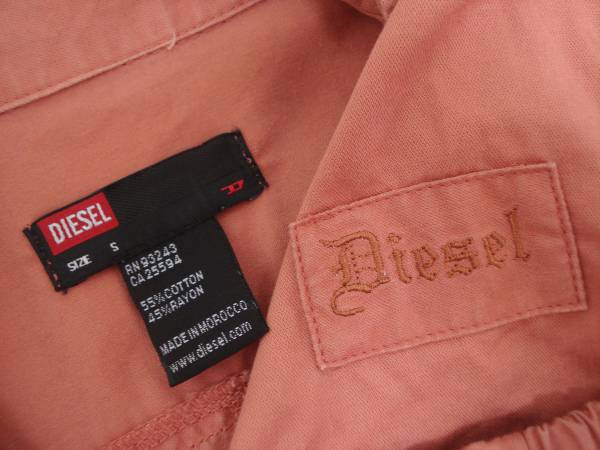 DIESEL
SIZE S
RN 93243
CA 25594
55%COTTON
45%RAYON
MADE IN MOROCCO
www.diesel.com
Diesel